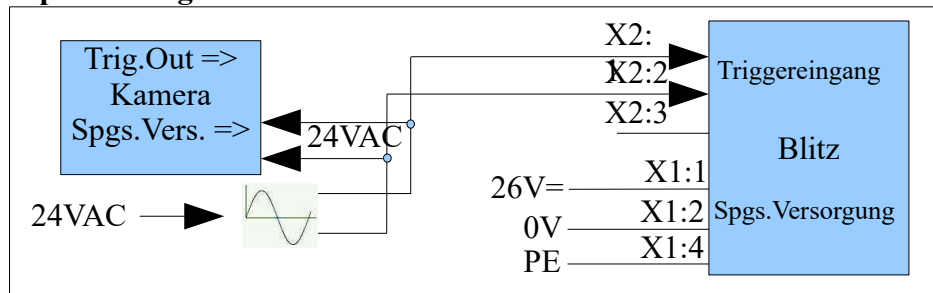 Trig.Out =>
Kamera
Spgs.Vers. =>
24VAC
24VAC
X2:
1
X2:2
X2:3
Triggereingang
Blitz
26V=
X1:1
0V
X1:2
Spgs.Versorgung
PE
X1:4